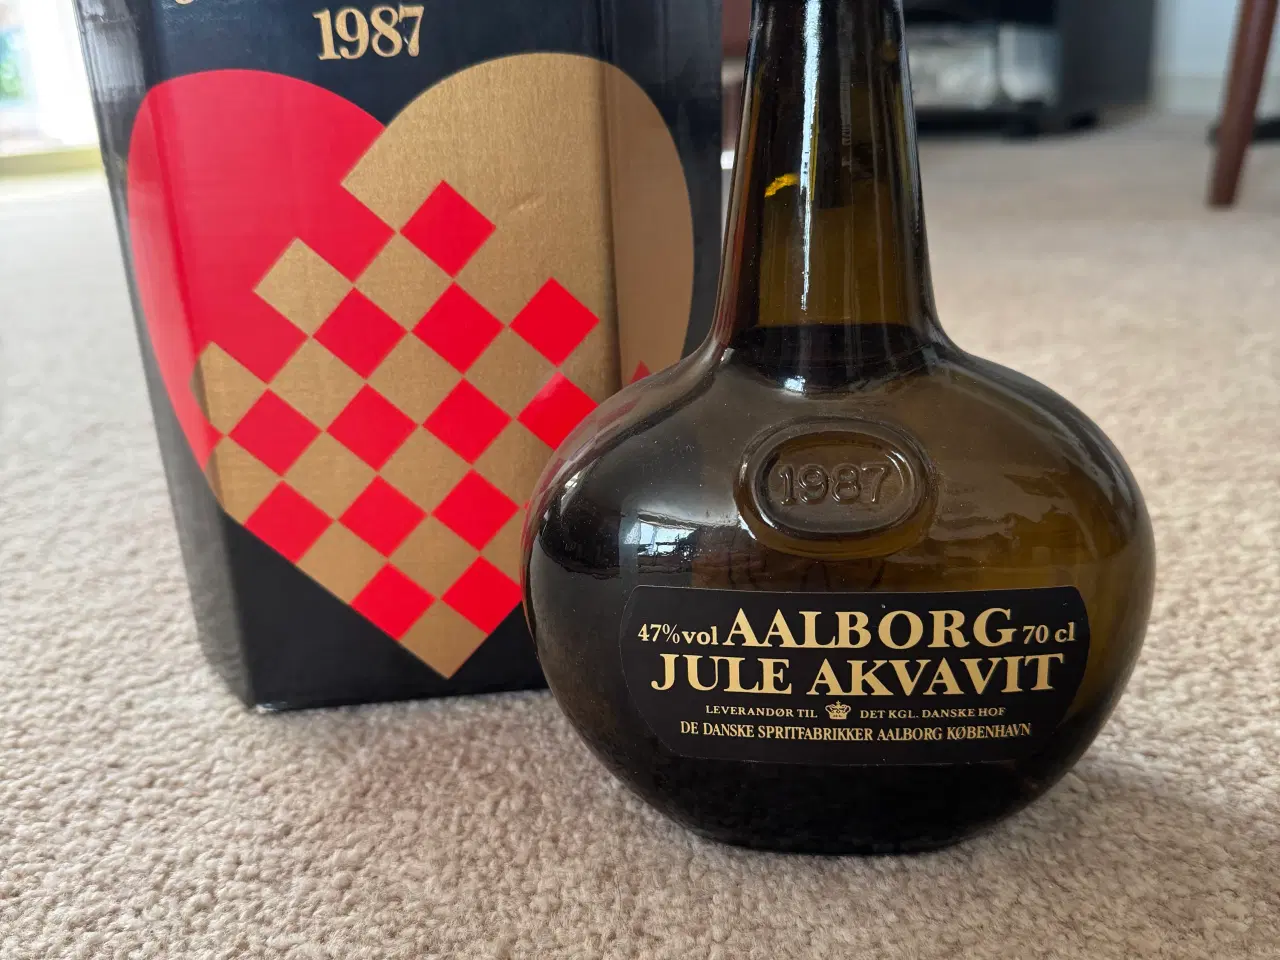 1987
1987
47%vol AALBORG 70 cl
JULE AKVAVIT
LEVERANDØR TIL DET KGL. DANSKE HOF
DE DANSKE SPRITFABRIKKER AALBORG KØBENHAVN